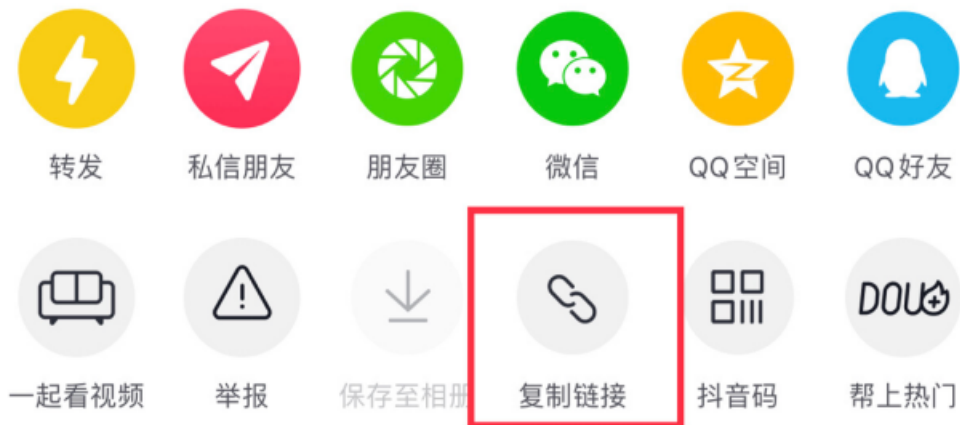 转发 私信朋友 朋友圈 微信 QQ空间 QQ好友
DOU+
一起看视频 举报 保存至相册 复制链接 抖音码 帮上热门